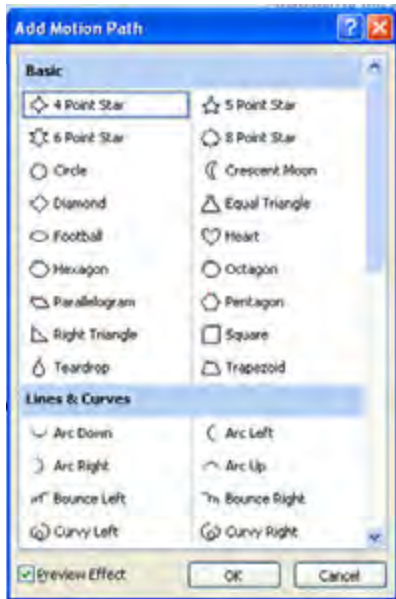 Add Motion Path
Basic
4 Point Star 5 Point Star
6 Point Star 8 Point Star
Circle Crescent Moon
Diamond Equal Triangle
Football Heart
Hexagon Octagon
Parallelogram Pentagon
Right Triangle Square
Teardrop Trapezoid
Lines & Curves
Arc Down Arc Left
Arc Right Arc Up
Bounce Left Bounce Right
Curvy Left Curvy Right
Preview Effect OK Cancel